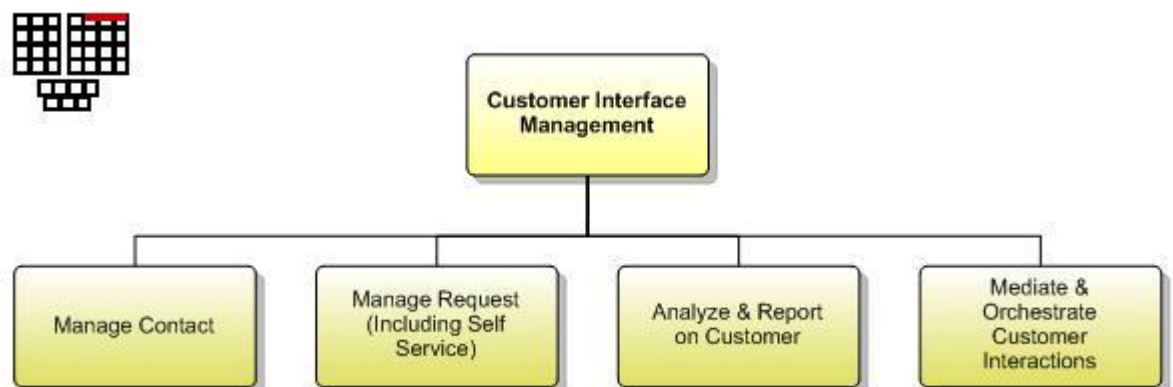 Customer Interface
Management
Manage Contact
Manage Request
(Including Self
Service)
Analyze & Report
on Customer
Mediate &
Orchestrate
Customer
Interactions